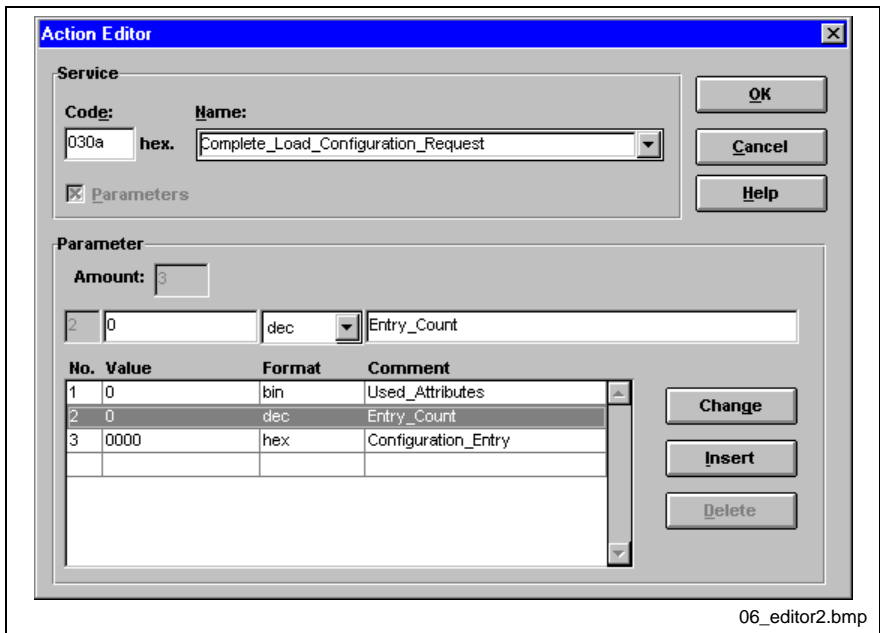 Action Editor
Service
OK
Code:
Name:
030a hex.
Complete_Load_Configuration_Request
Cancel
Parameters
Help
Parameter
Amount: 3
2 0 dec Entry_Count
No. Value Format Comment
1 0 bin Used_Attributes
2 0 dec Entry_Count
3 0000 hex Configuration_Entry
Change
Insert
Delete
06_editor2.bmp